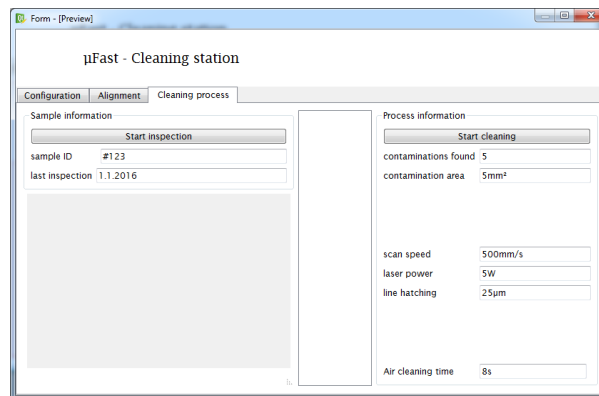 Form - [Preview]
µFast - Cleaning station
Configuration Alignment Cleaning process
Sample information
Start inspection
sample ID #123
last inspection 1.1.2016
Process information
Start cleaning
contaminations found 5
contamination area 5mm²
scan speed 500mm/s
laser power 5W
line hatching 25µm
Air cleaning time 8s